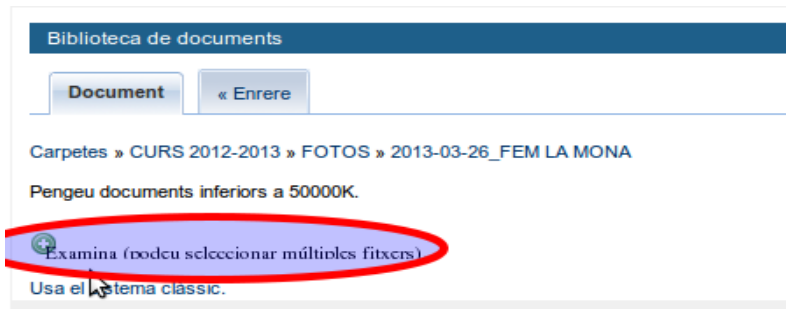 Biblioteca de documents
Document « Enrere
Carpetes » CURS 2012-2013 » FOTOS » 2013-03-26_FEM LA MONA
Pengeu documents inferiors a 50000K.
Examina (podeu seleccionar múltiples fitxers)
Usa el sistema clàssic.